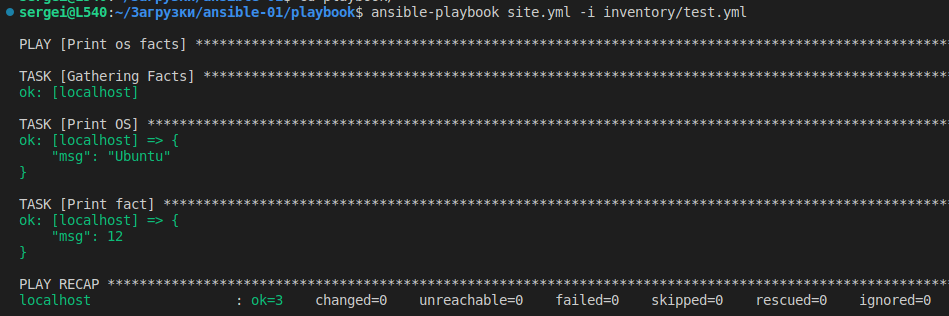 sergei@L540:~/Загрузки/ansible-01/playbook$ ansible-playbook site.yml -i inventory/test.yml
PLAY [Print os facts] *********************************************************************************************
TASK [Gathering Facts] ********************************************************************************************
ok: [localhost]
TASK [Print OS] ***************************************************************************************************
ok: [localhost] => {
    "msg": "Ubuntu"
}
TASK [Print fact] *************************************************************************************************
ok: [localhost] => {
    "msg": 12
}
PLAY RECAP ********************************************************************************************************
localhost                  : ok=3    changed=0    unreachable=0    failed=0    skipped=0    rescued=0    ignored=0